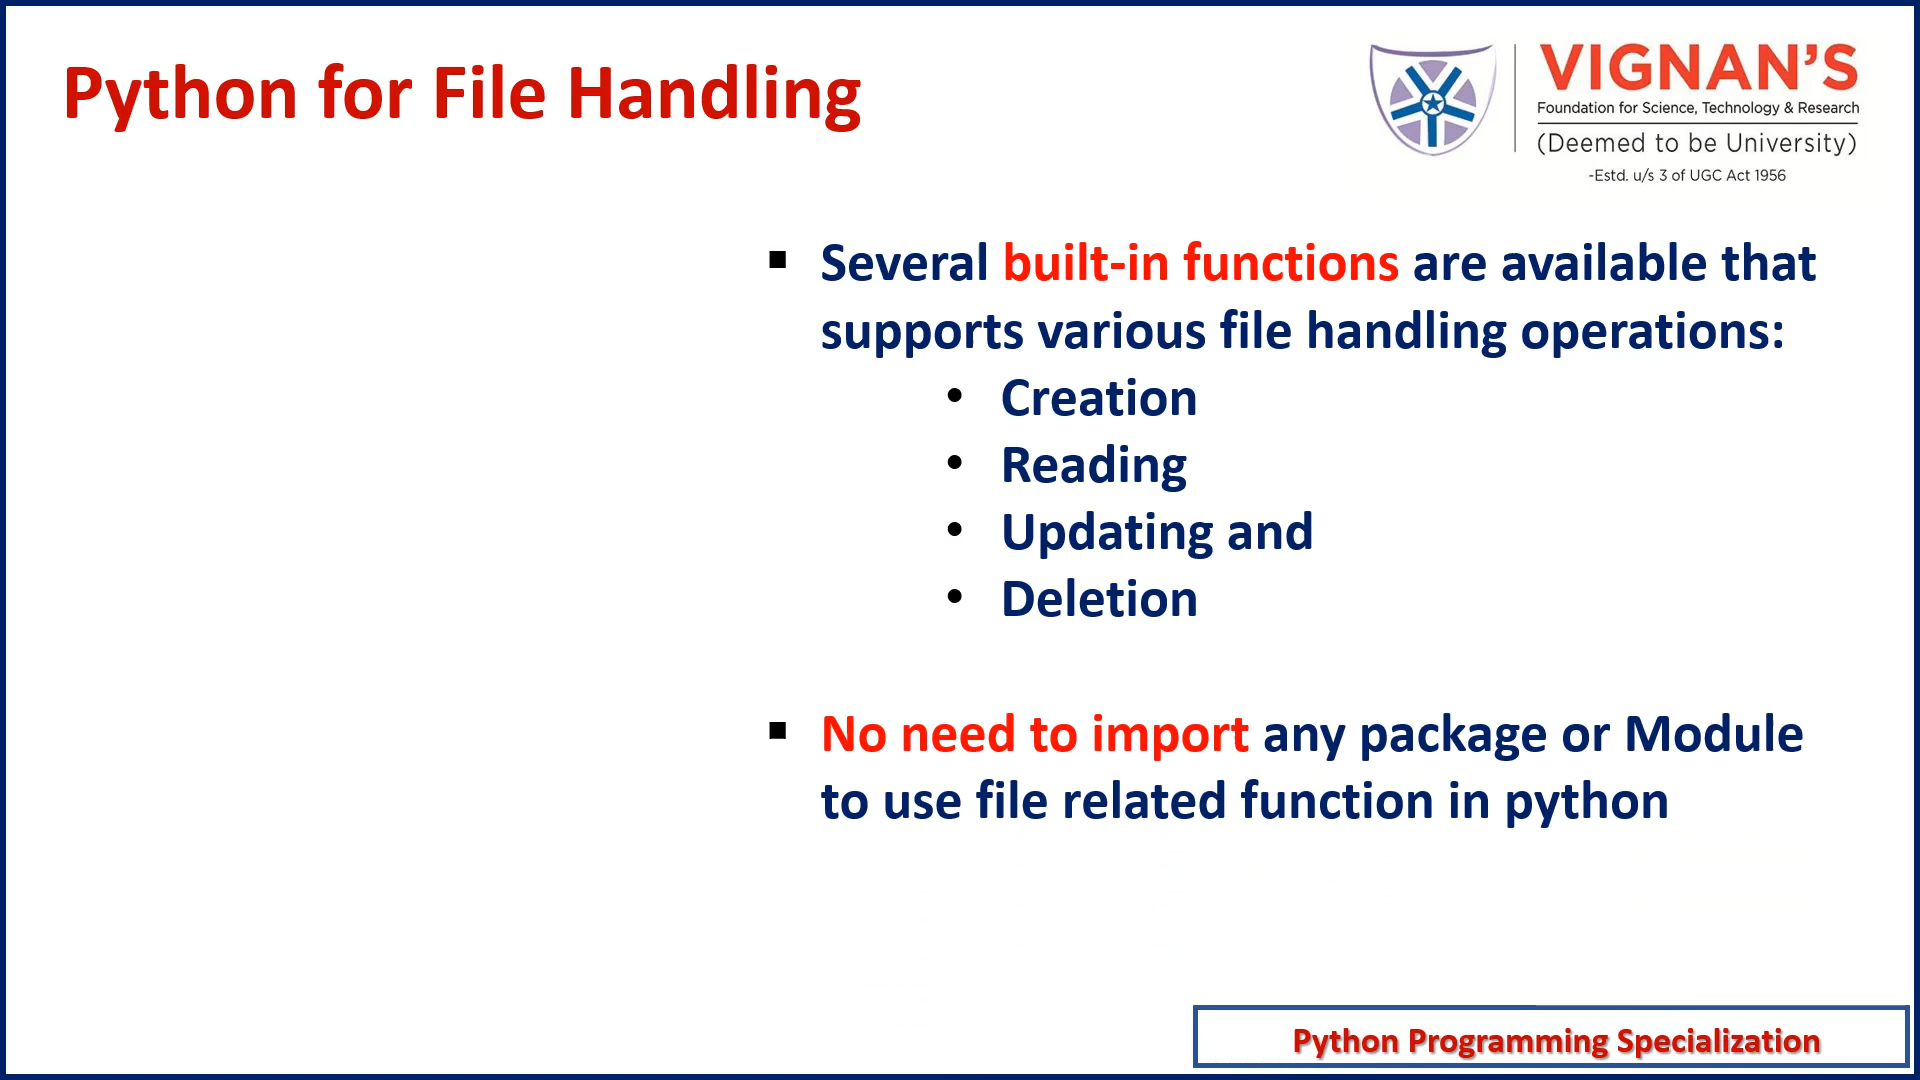 Python for File Handling
VIGNAN'S
Foundation for Science, Technology & Research
(Deemed to be University)
-Estd. u/s 3 of UGC Act 1956
▪ Several built-in functions are available that
supports various file handling operations:
• Creation
• Reading
• Updating and
• Deletion
▪ No need to import any package or Module
to use file related function in python
Python Programming Specialization